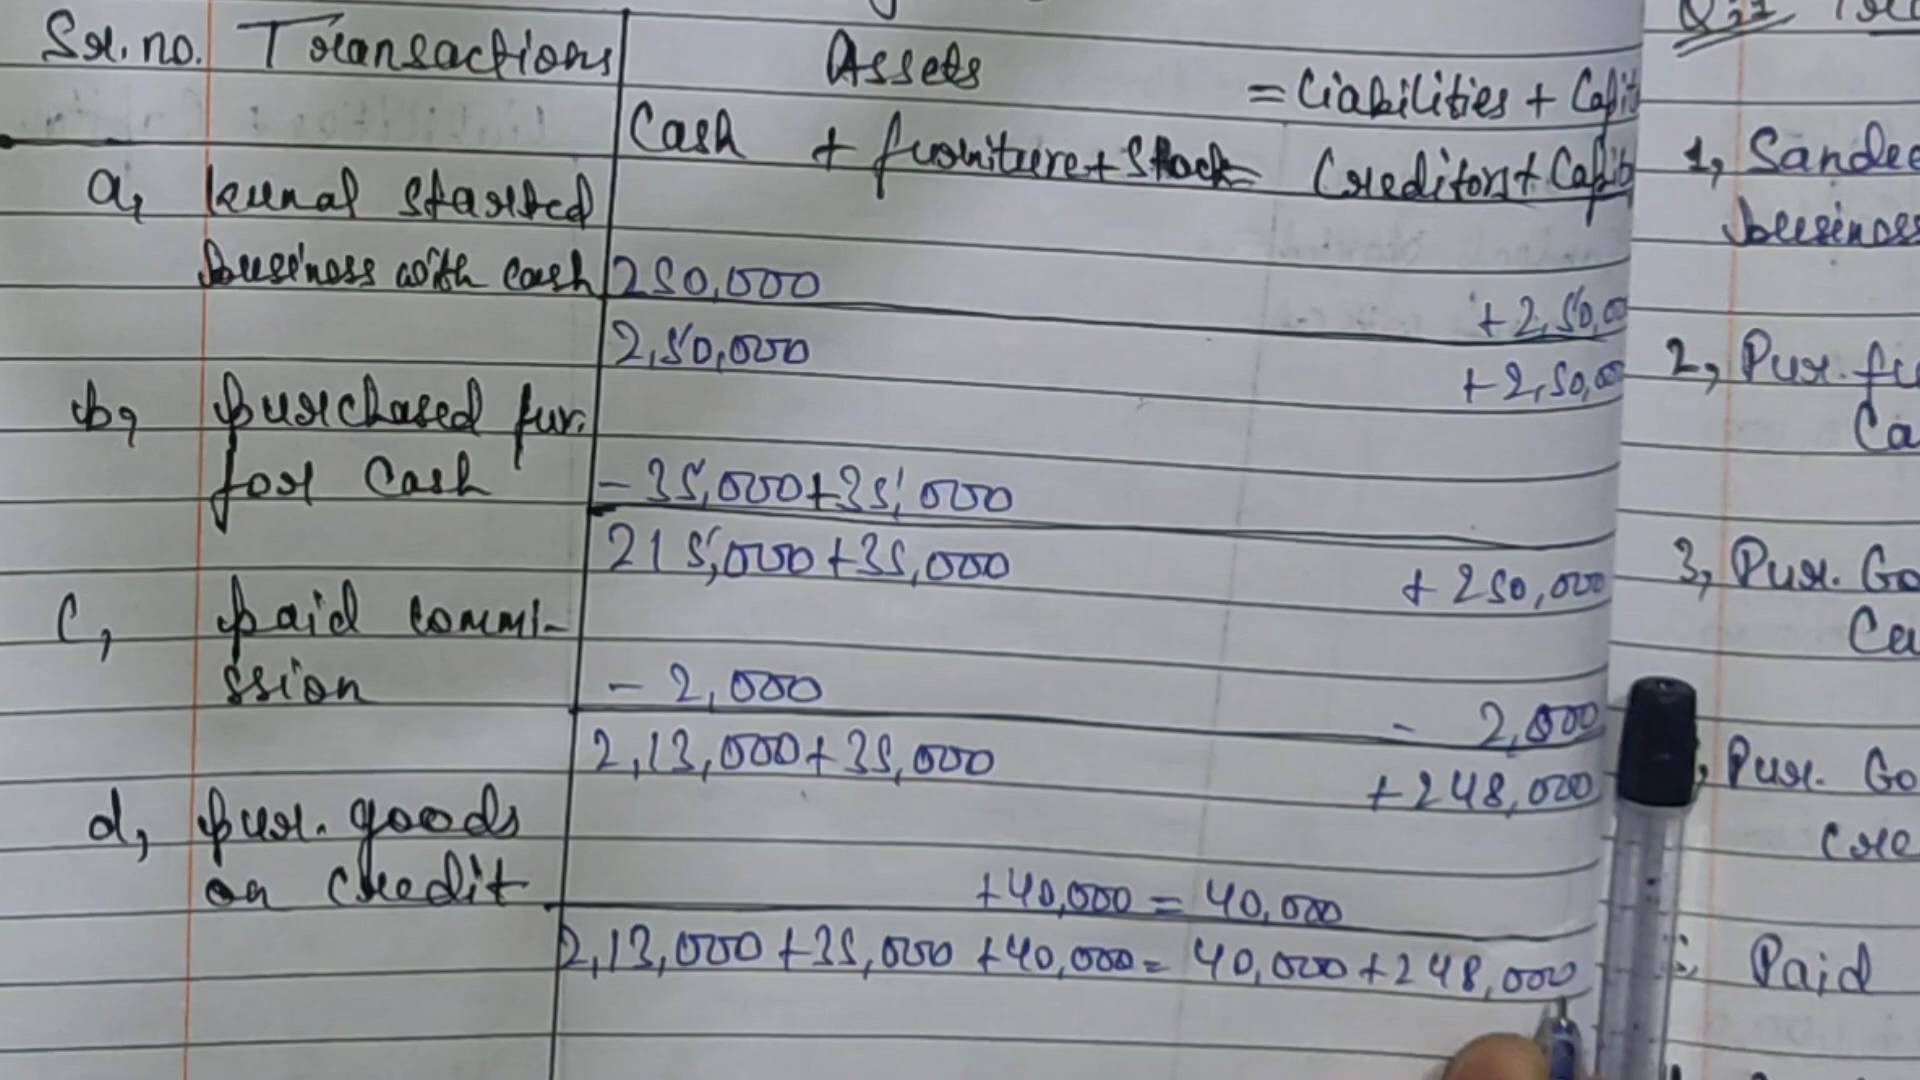 Sr. no. Transactions Assets = Liabilities + Capit
Cash + furniture + Stock = Creditors + Capit
a, kunal started
business with cash 250,000 + 2,50,00
2,50,000 + 2,50,00
b, purchased fur.
for Cash - 35,000 + 35,000
215,000 + 35,000 + 250,000
C, paid commi-
ssion - 2,000 - 2,000
2,13,000 + 35,000 + 248,000
d, pur. goods
on Credit + 40,000 = 40,000
2,13,000 + 35,000 + 40,000 = 40,000 + 248,000
1, Sandee
business
2, Pur. fu
Ca
3, Pur. Go
Ca
, Pur. Go
Cre
Paid